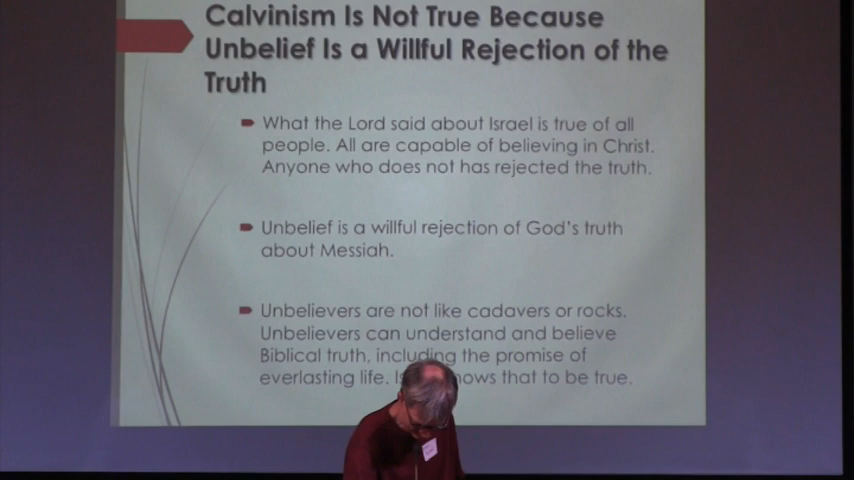 Calvinism Is Not True Because
Unbelief Is a Willful Rejection of the
Truth
What the Lord said about Israel is true of all
people. All are capable of believing in Christ.
Anyone who does not has rejected the truth.
Unbelief is a willful rejection of God's truth
about Messiah.
Unbelievers are not like cadavers or rocks.
Unbelievers can understand and believe
Biblical truth, including the promise of
everlasting life. that to be true.